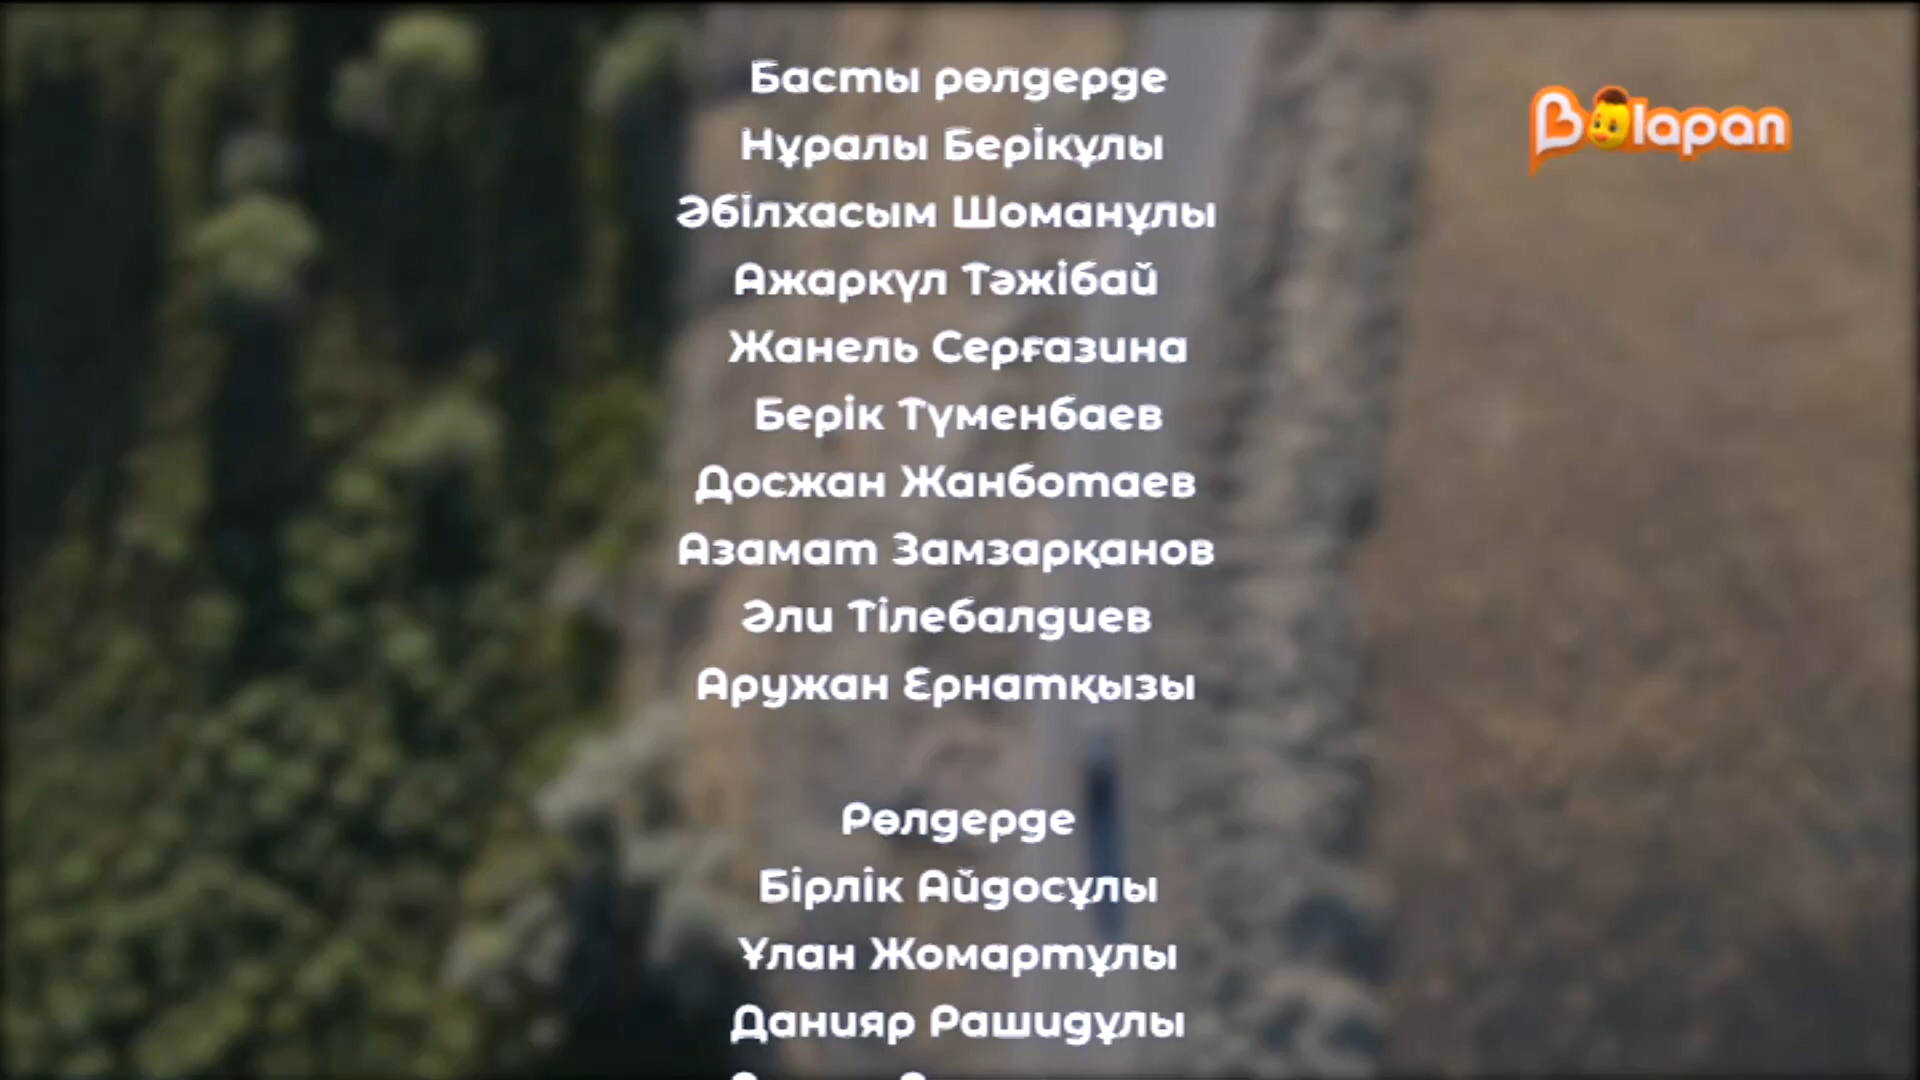 Басты рөлдерде
Bolapan
Нұралы Берікұлы
Әбілхасым Шоманұлы
Ажаркүл Тәжібай
Жанель Серғазина
Берік Түменбаев
Досжан Жанботаев
Азамат Замзарқанов
Әли Тілебалдиев
Аружан Ернатқызы
Рөлдерде
Бірлік Айдосұлы
Ұлан Жомартұлы
Данияр Рашидұлы